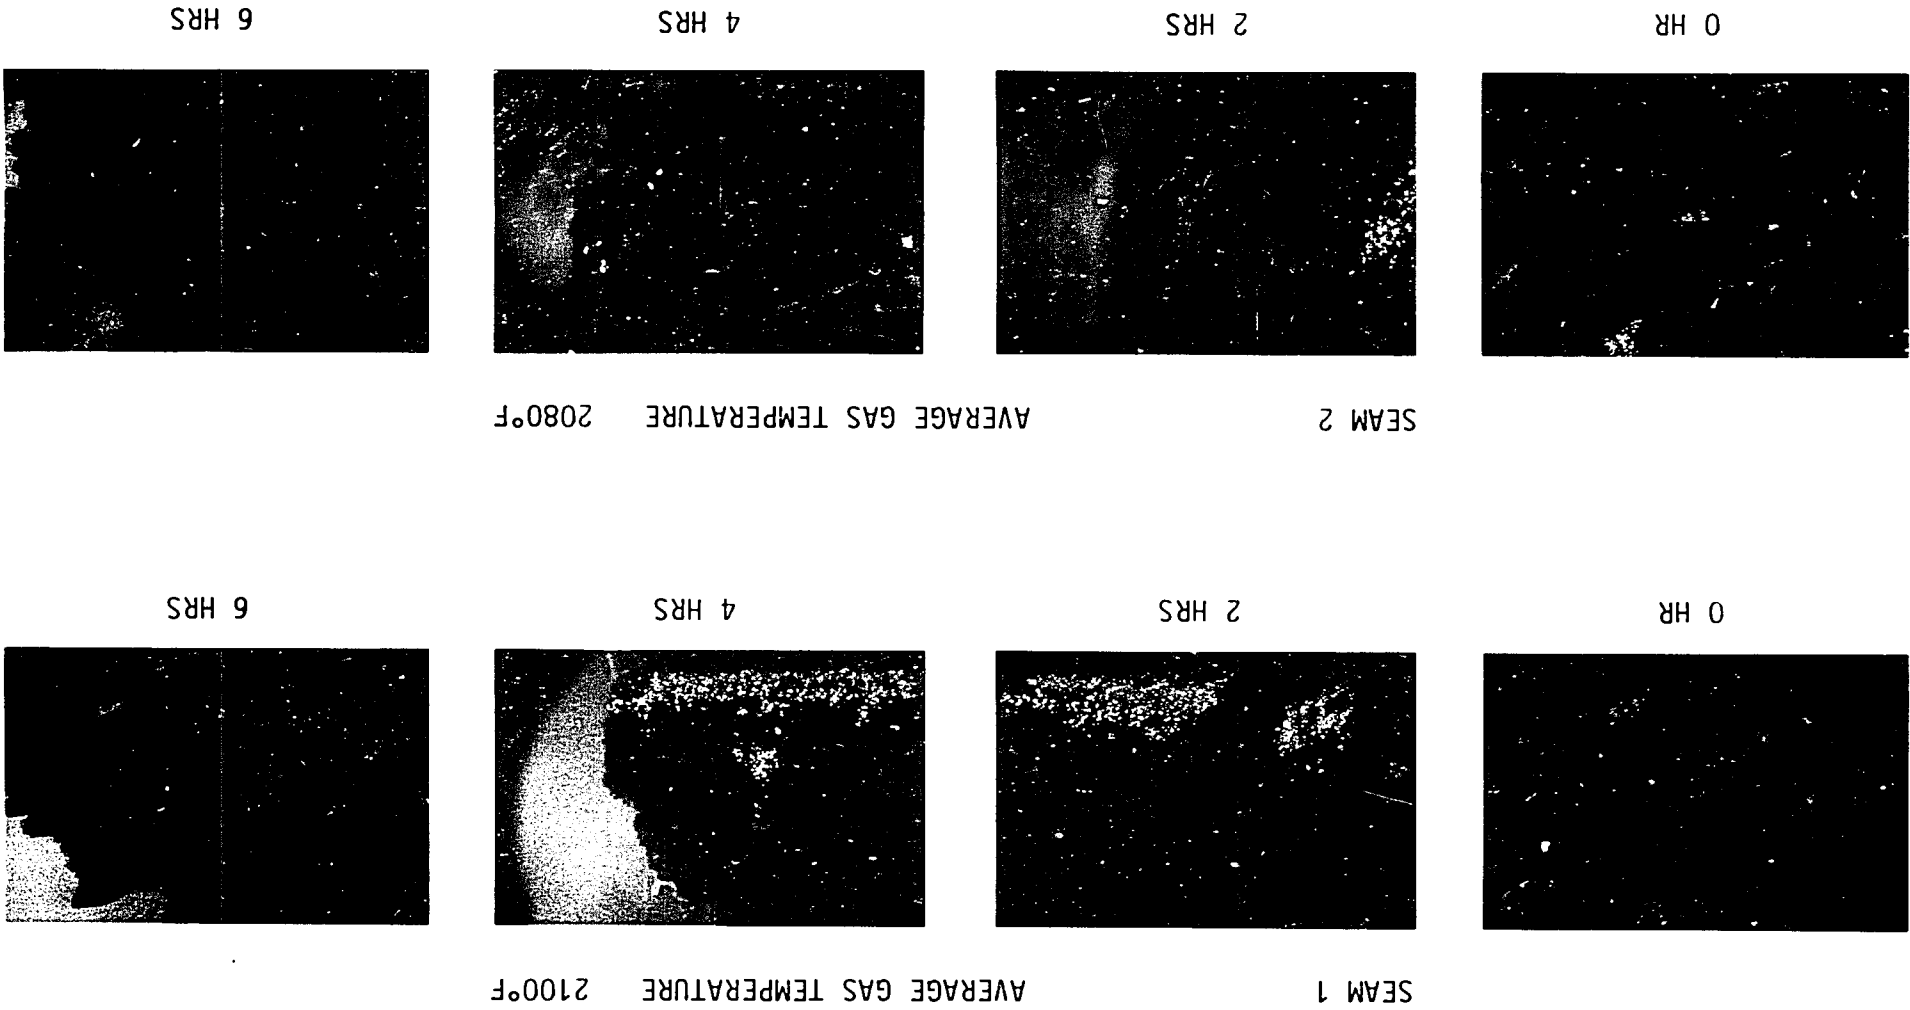 SEAM 1 AVERAGE GAS TEMPERATURE 2100°F
0 HR 2 HRS 4 HRS 6 HRS
SEAM 2 AVERAGE GAS TEMPERATURE 2080°F
0 HR 2 HRS 4 HRS 6 HRS